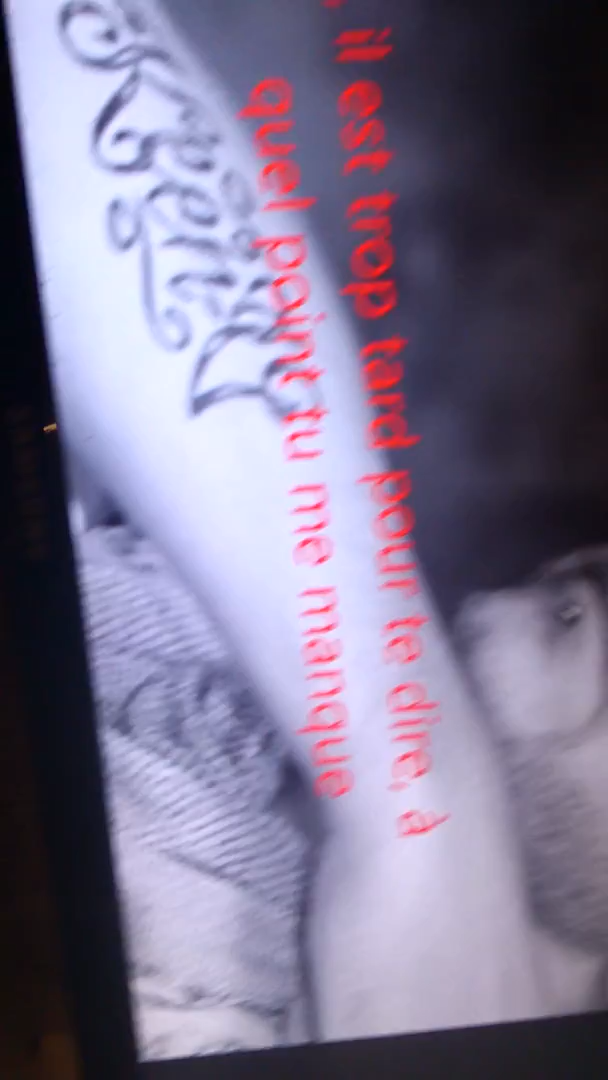 , il est trop tard pour te dire, à
quel point tu me manque